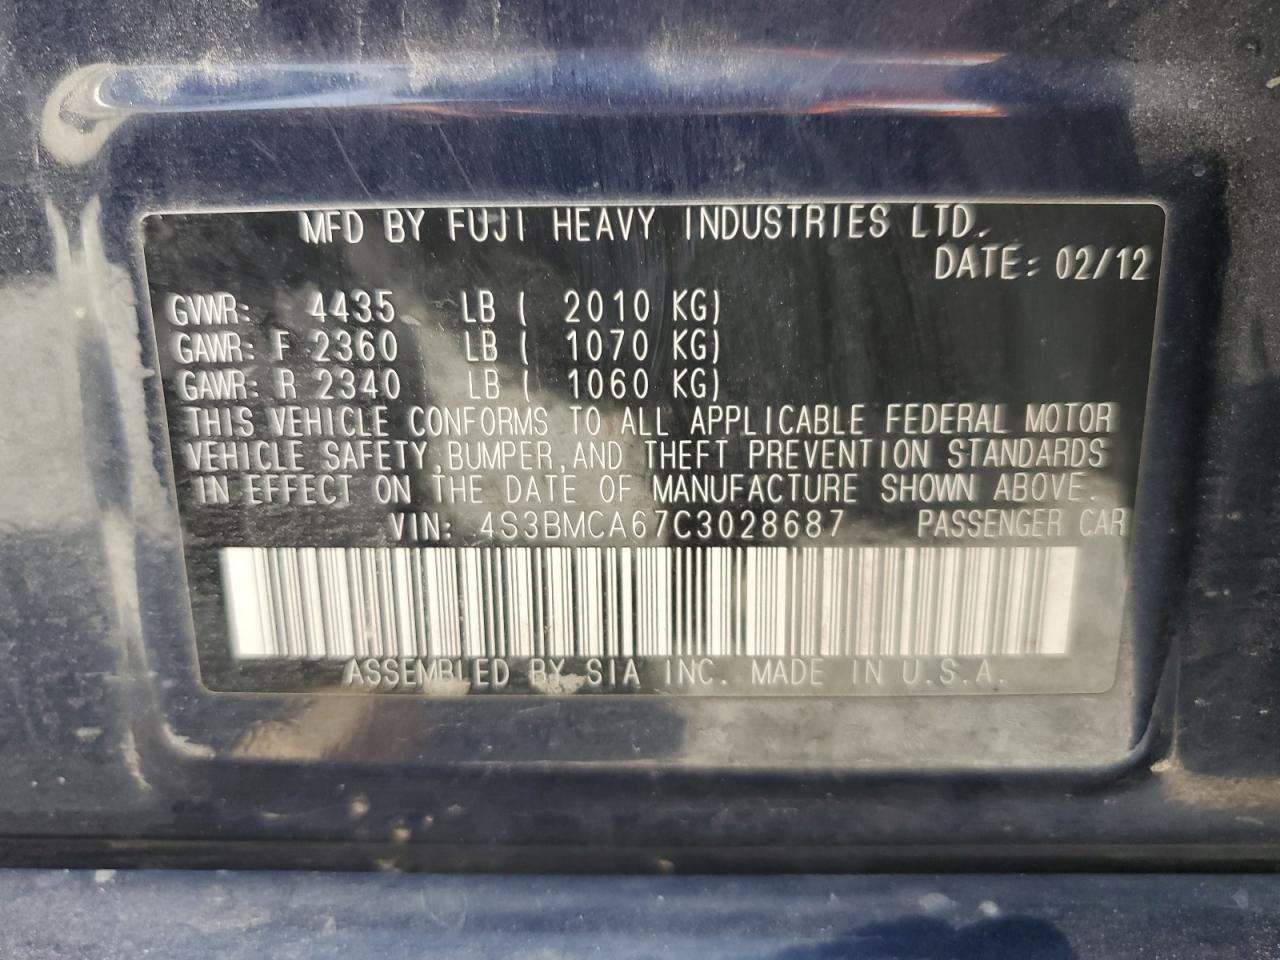 MFD BY FUJI HEAVY INDUSTRIES LTD.
DATE: 02/12
GVWR: 4435 LB ( 2010 KG)
GAWR: F 2360 LB ( 1070 KG)
GAWR: R 2340 LB ( 1060 KG)
THIS VEHICLE CONFORMS TO ALL APPLICABLE FEDERAL MOTOR
VEHICLE SAFETY, BUMPER, AND THEFT PREVENTION STANDARDS
IN EFFECT ON THE DATE OF MANUFACTURE SHOWN ABOVE.
VIN: 4S3BMCA67C3028687 PASSENGER CAR
ASSEMBLED BY SIA INC. MADE IN U.S.A.